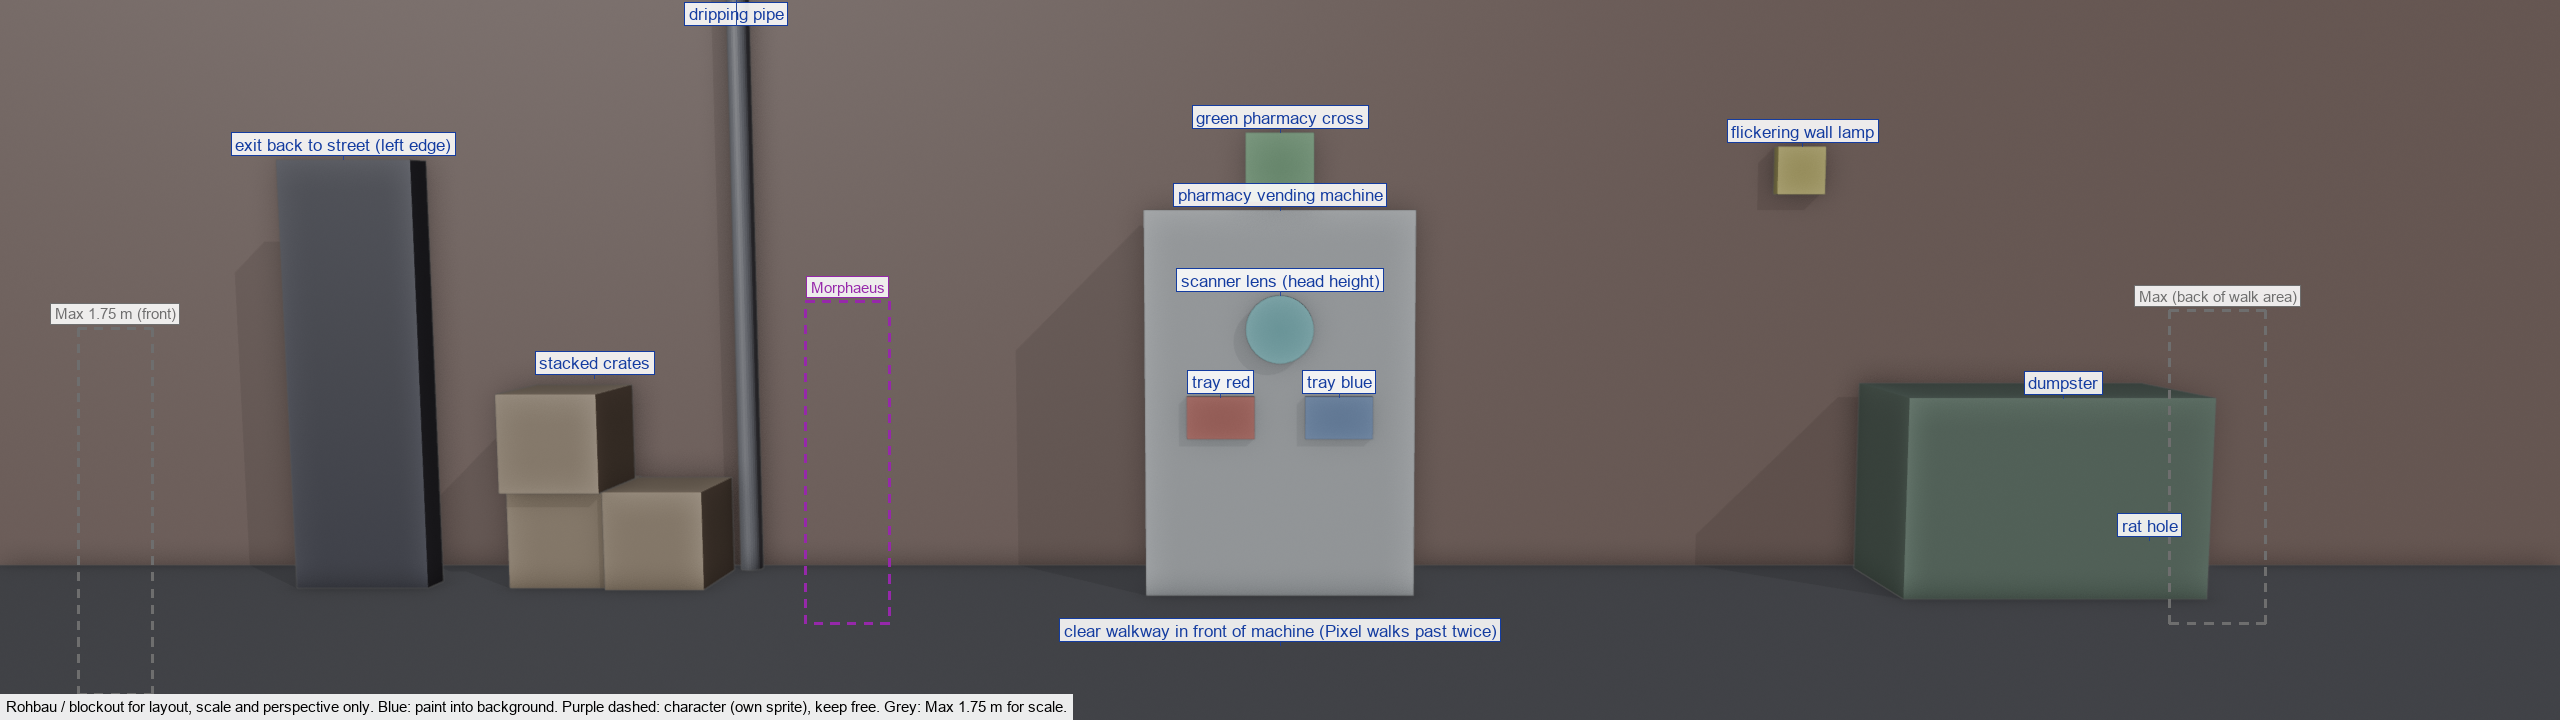 dripping pipe
green pharmacy cross
flickering wall lamp
exit back to street (left edge)
pharmacy vending machine
scanner lens (head height)
Morphaeus
Max (back of walk area)
Max 1.75 m (front)
stacked crates
tray red
tray blue
dumpster
rat hole
clear walkway in front of machine (Pixel walks past twice)
Rohbau / blockout for layout, scale and perspective only. Blue: paint into background. Purple dashed: character (own sprite), keep free. Grey: Max 1.75 m for scale.